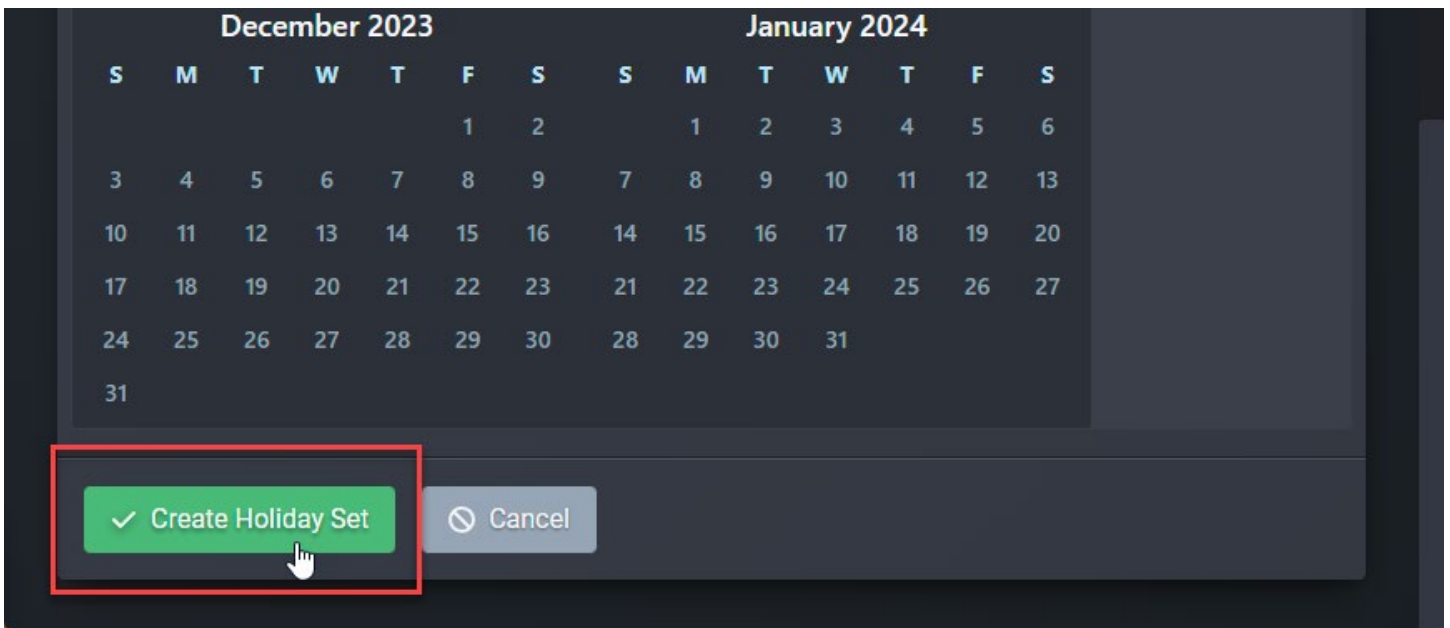 December 2023
S M T W T F S
1 2
3 4 5 6 7 8 9
10 11 12 13 14 15 16
17 18 19 20 21 22 23
24 25 26 27 28 29 30
31
January 2024
S M T W T F S
1 2 3 4 5 6
7 8 9 10 11 12 13
14 15 16 17 18 19 20
21 22 23 24 25 26 27
28 29 30 31
Create Holiday Set
Cancel